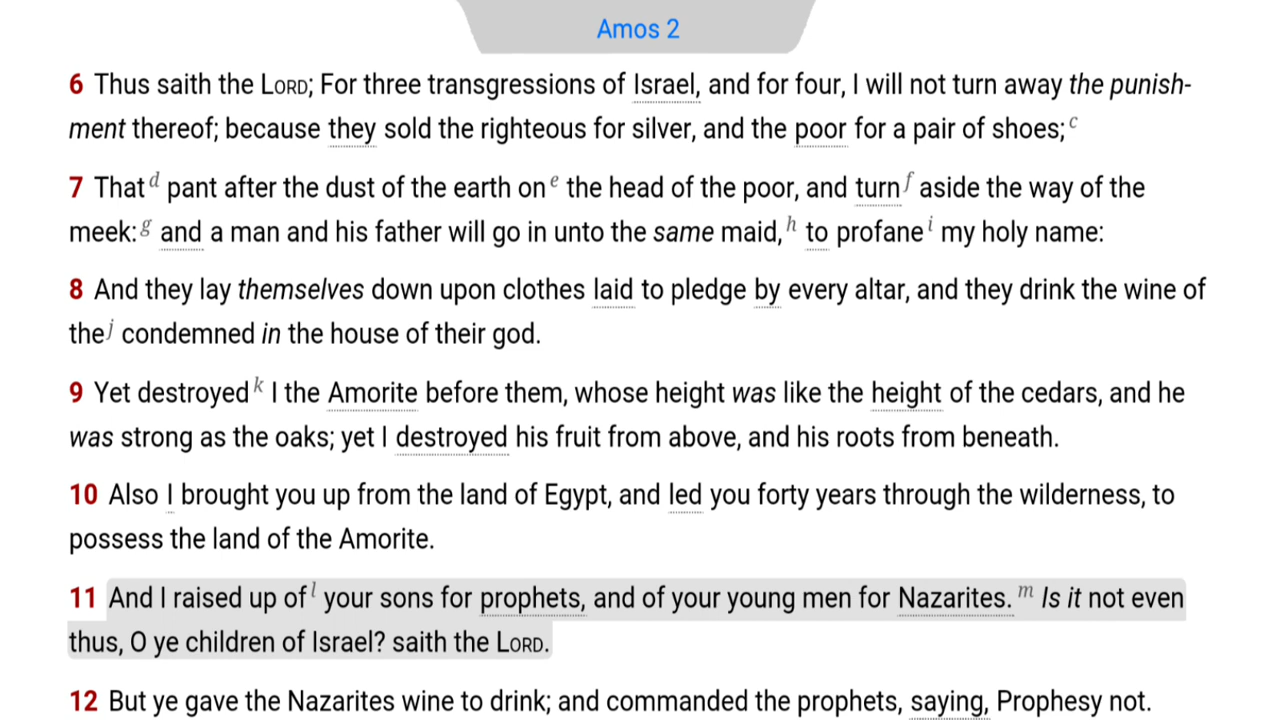 Amos 2
6 Thus saith the LORD; For three transgressions of Israel, and for four, I will not turn away the punish-
ment thereof; because they sold the righteous for silver, and the poor for a pair of shoes; c
7 That d pant after the dust of the earth on e the head of the poor, and turn f aside the way of the
meek: g and a man and his father will go in unto the same maid, h to profane i my holy name:
8 And they lay themselves down upon clothes laid to pledge by every altar, and they drink the wine of
the j condemned in the house of their god.
9 Yet destroyed k I the Amorite before them, whose height was like the height of the cedars, and he
was strong as the oaks; yet I destroyed his fruit from above, and his roots from beneath.
10 Also I brought you up from the land of Egypt, and led you forty years through the wilderness, to
possess the land of the Amorite.
11 And I raised up of l your sons for prophets, and of your young men for Nazarites. m Is it not even
thus, O ye children of Israel? saith the LORD.
12 But ye gave the Nazarites wine to drink; and commanded the prophets, saying, Prophesy not.